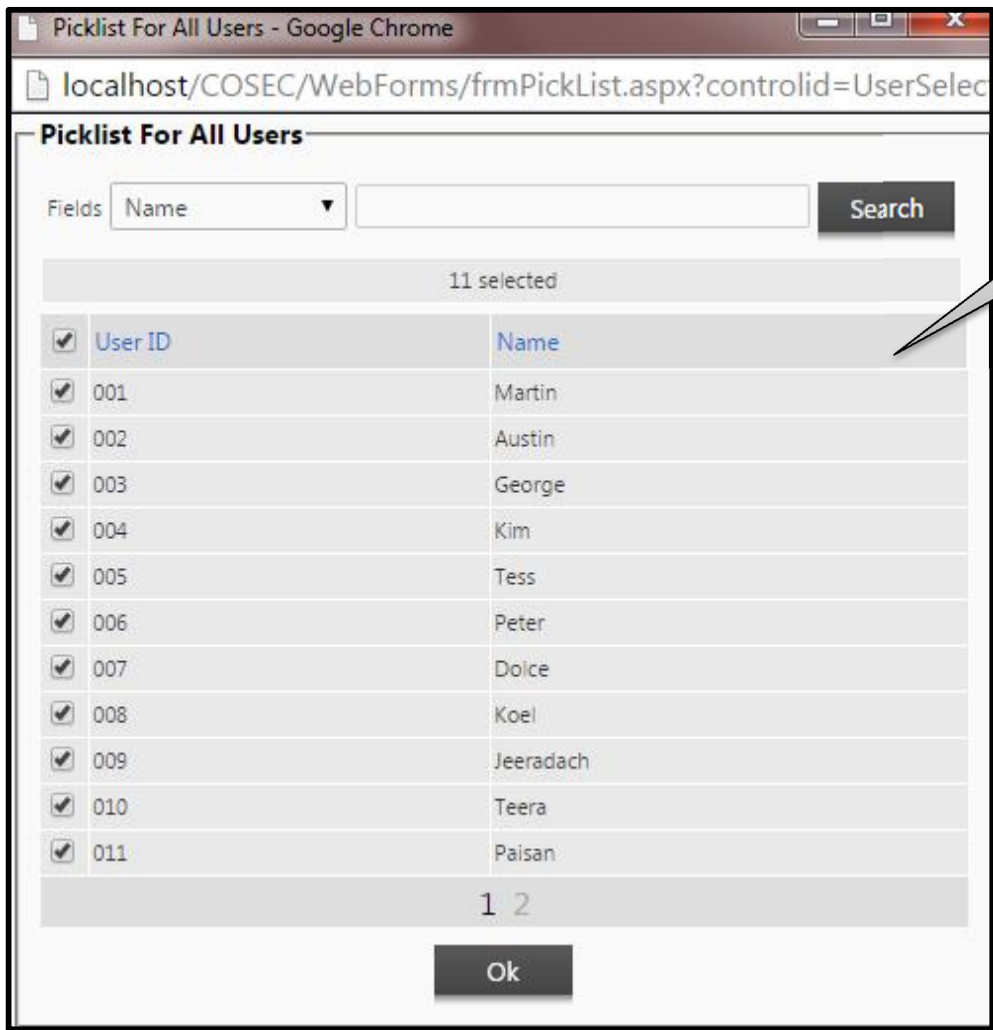 Picklist For All Users - Google Chrome
localhost/COSEC/WebForms/frmPickList.aspx?controlid=UserSelec
Picklist For All Users
Fields Name Search
11 selected
User ID Name
001 Martin
002 Austin
003 George
004 Kim
005 Tess
006 Peter
007 Dolce
008 Koel
009 Jeeradach
010 Teera
011 Paisan
1 2
Ok